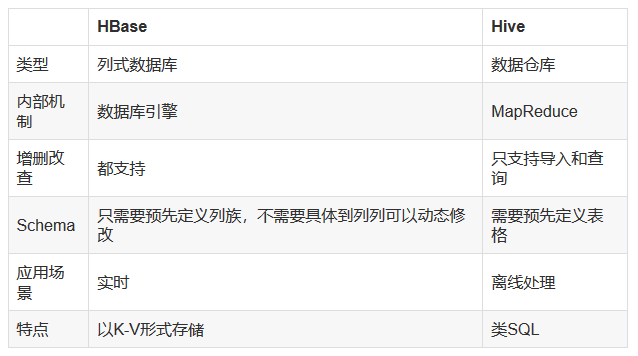 HBase Hive
类型 列式数据库 数据仓库
内部机
制 数据库引擎 MapReduce
增删改
查 都支持 只支持导入和查
询
Schema 只需要预先定义列族，不需要具体到列列可以动态修
改 需要预先定义表
格
应用场
景 实时 离线处理
特点 以K-V形式存储 类SQL